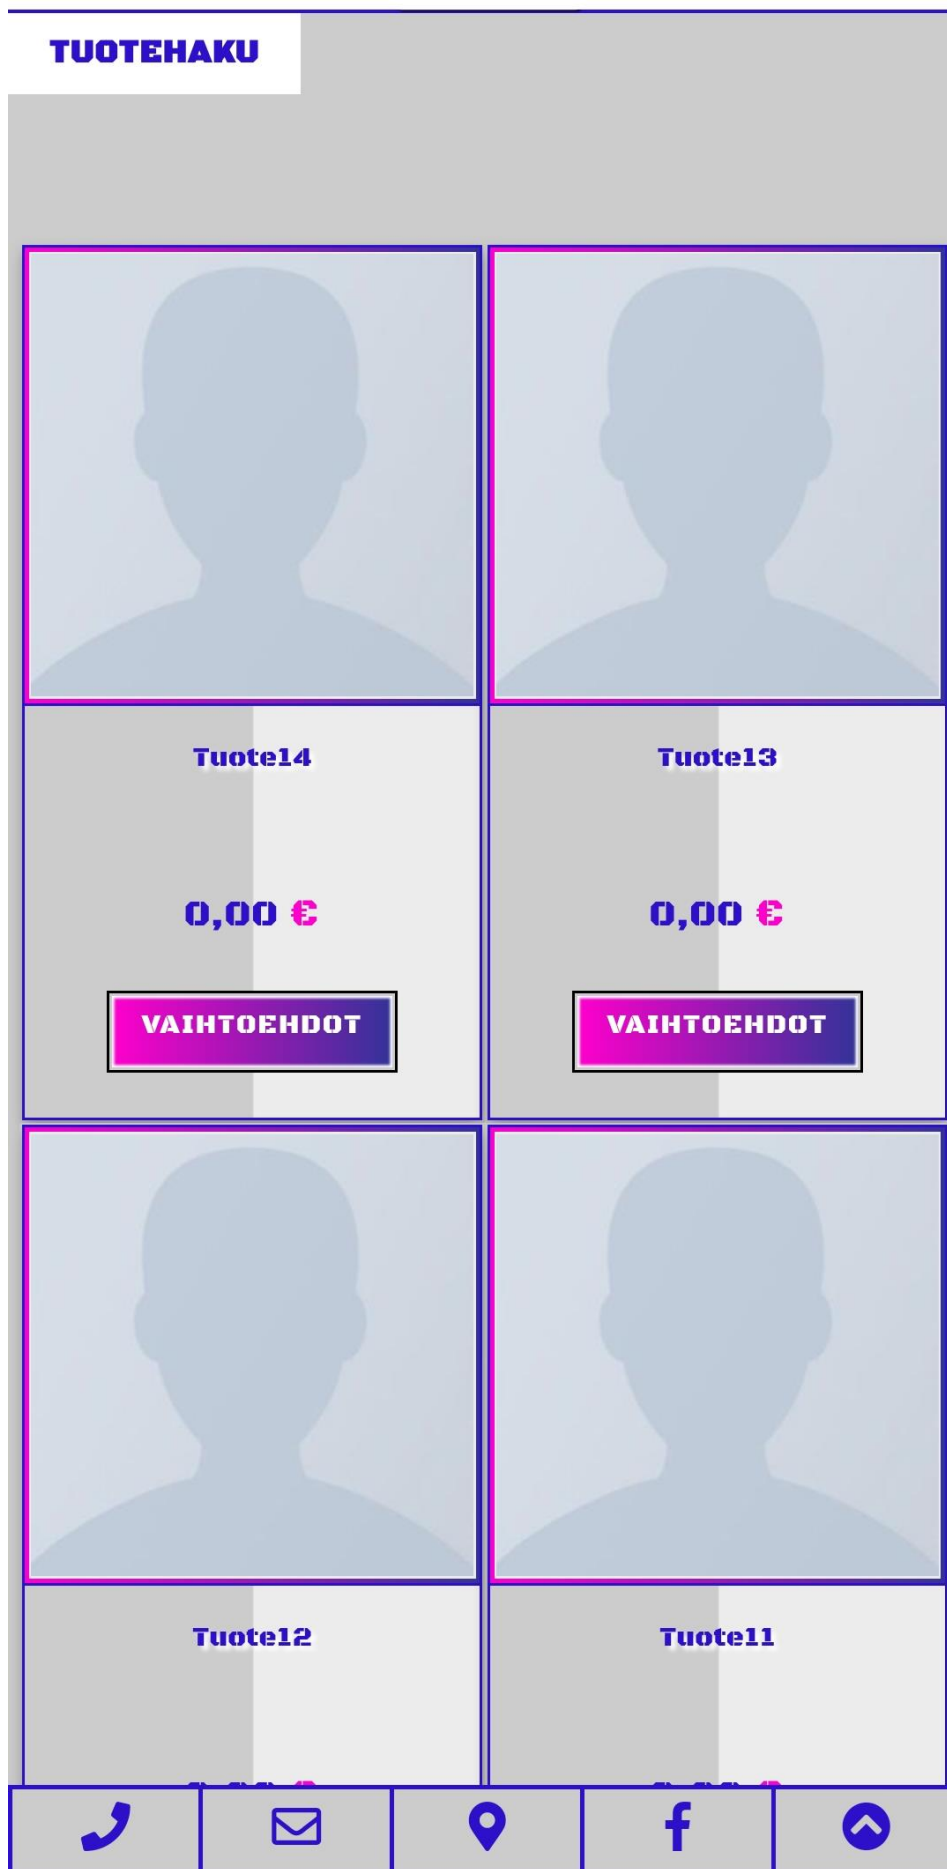 TUOTEHAKU
Tuote14
Tuote13
0,00 €
0,00 €
VAIHTOEHDOT
VAIHTOEHDOT
Tuote12
Tuote11